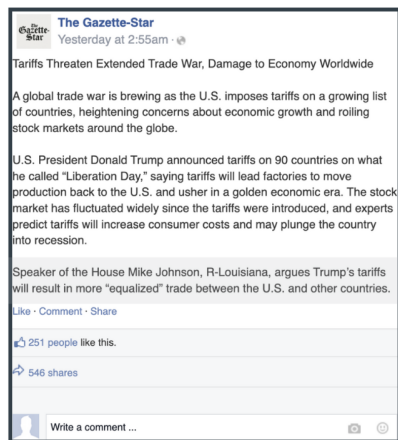 The
Gazette-
Star
The Gazette-Star
Yesterday at 2:55am ·
Tariffs Threaten Extended Trade War, Damage to Economy Worldwide
A global trade war is brewing as the U.S. imposes tariffs on a growing list
of countries, heightening concerns about economic growth and roiling
stock markets around the globe.
U.S. President Donald Trump announced tariffs on 90 countries on what
he called “Liberation Day,” saying tariffs will lead factories to move
production back to the U.S. and usher in a golden economic era. The stock
market has fluctuated widely since the tariffs were introduced, and experts
predict tariffs will increase consumer costs and may plunge the country
into recession.
Speaker of the House Mike Johnson, R-Louisiana, argues Trump’s tariffs
will result in more “equalized” trade between the U.S. and other countries.
Like · Comment · Share
251 people like this.
546 shares
Write a comment ...